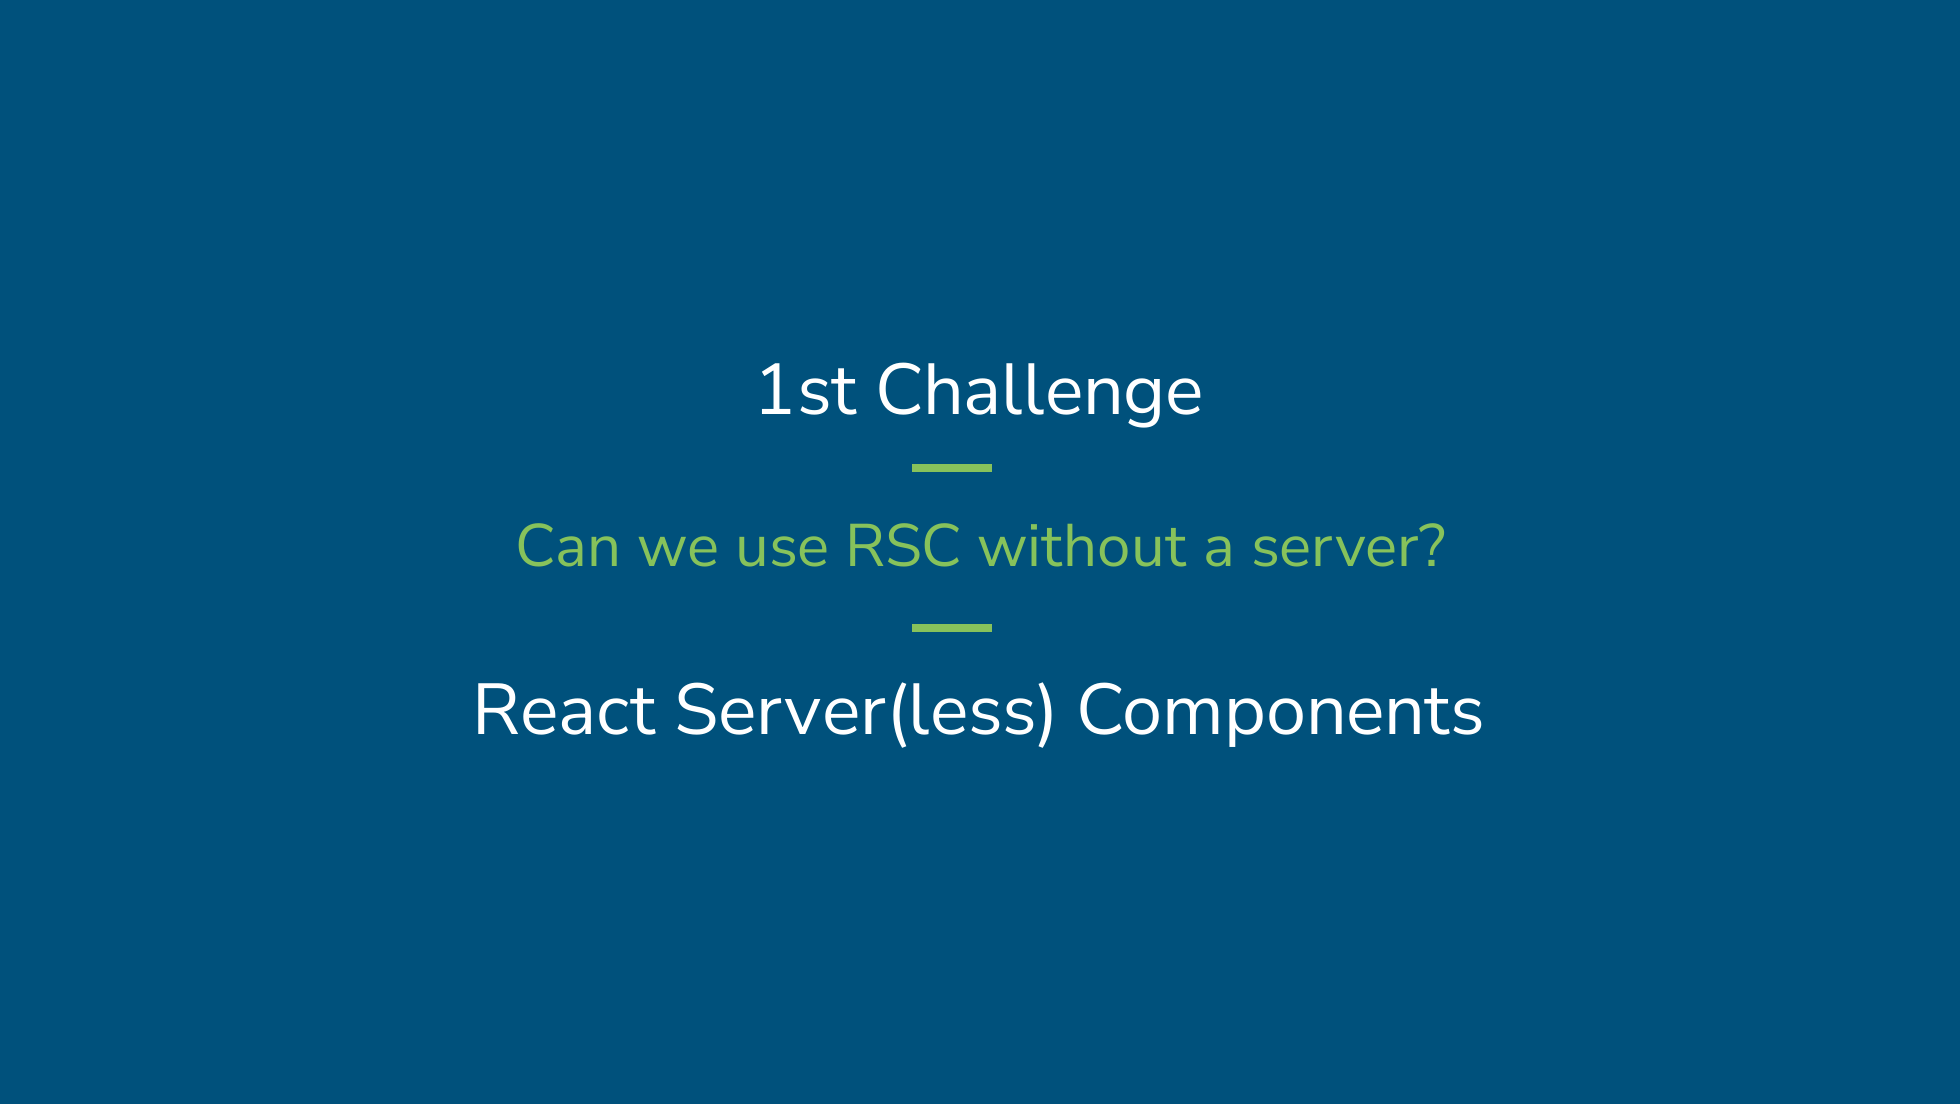 1st Challenge
Can we use RSC without a server?
React Server(less) Components